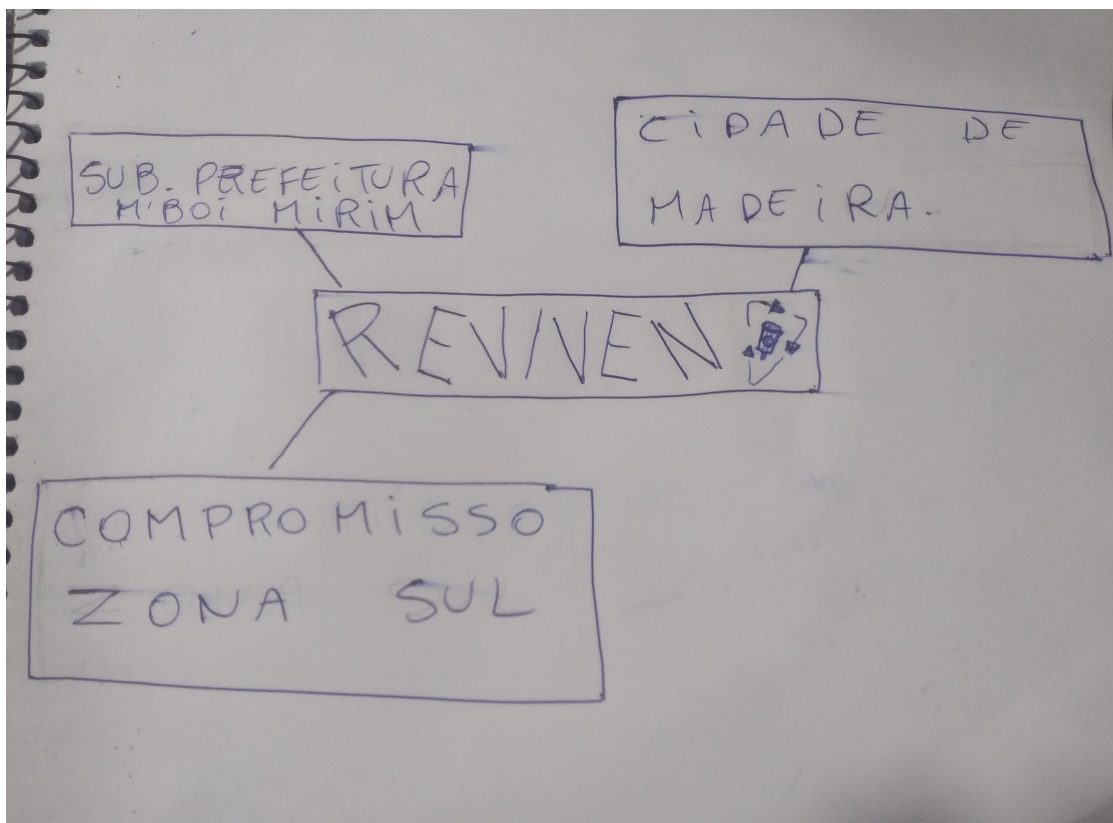 SUB. PREFEITURA
M'BOI MIRIM
CIDADE DE
MADEIRA.
REVIVEN
COMPROMISSO
ZONA SUL